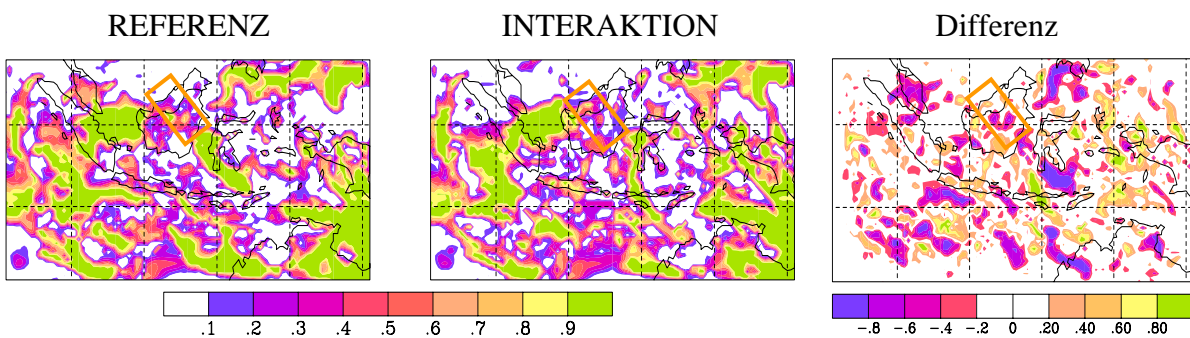 REFERENZ INTERAKTION Differenz
.1 .2 .3 .4 .5 .6 .7 .8 .9
-.8 -.6 -.4 -.2 0 .20 .40 .60 .80